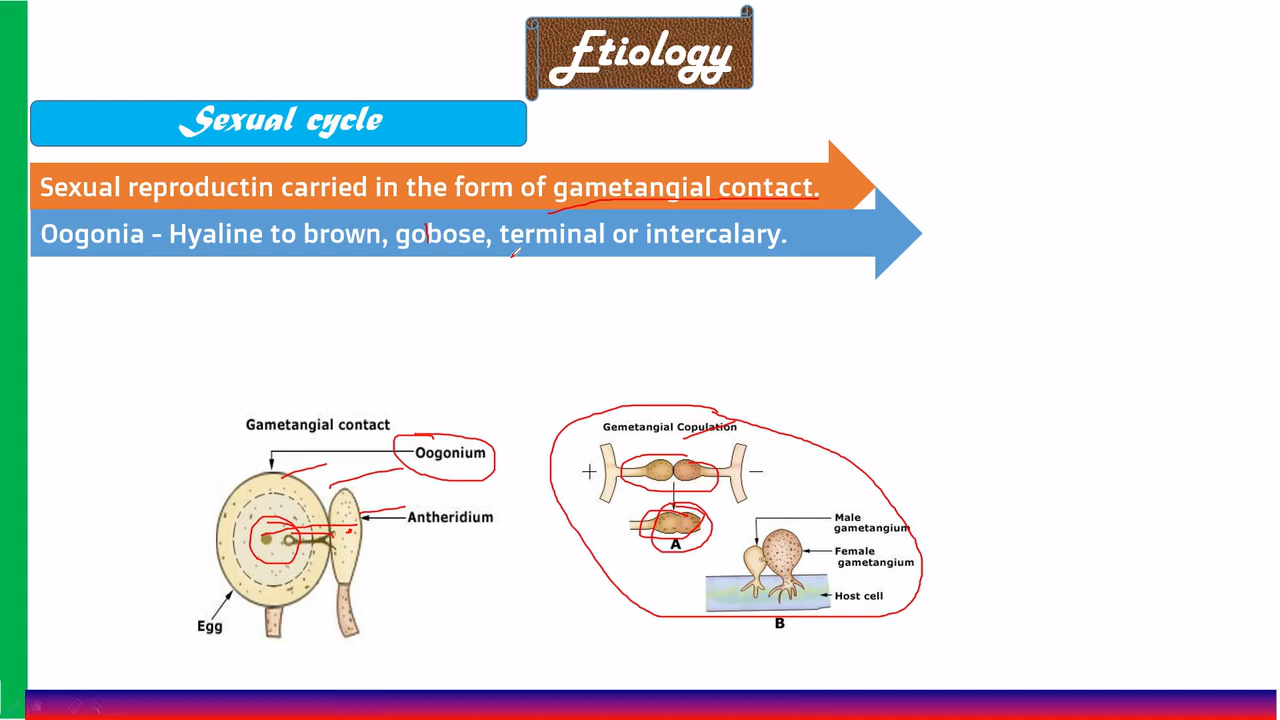 Etiology
Sexual cycle
Sexual reproductin carried in the form of gametangial contact.
Oogonia - Hyaline to brown, gobose, terminal or intercalary.
Gametangial contact
Oogonium
Antheridium
Egg
Gemetangial Copulation
+ −
A
Male
gametangium
Female
gametangium
Host cell
B